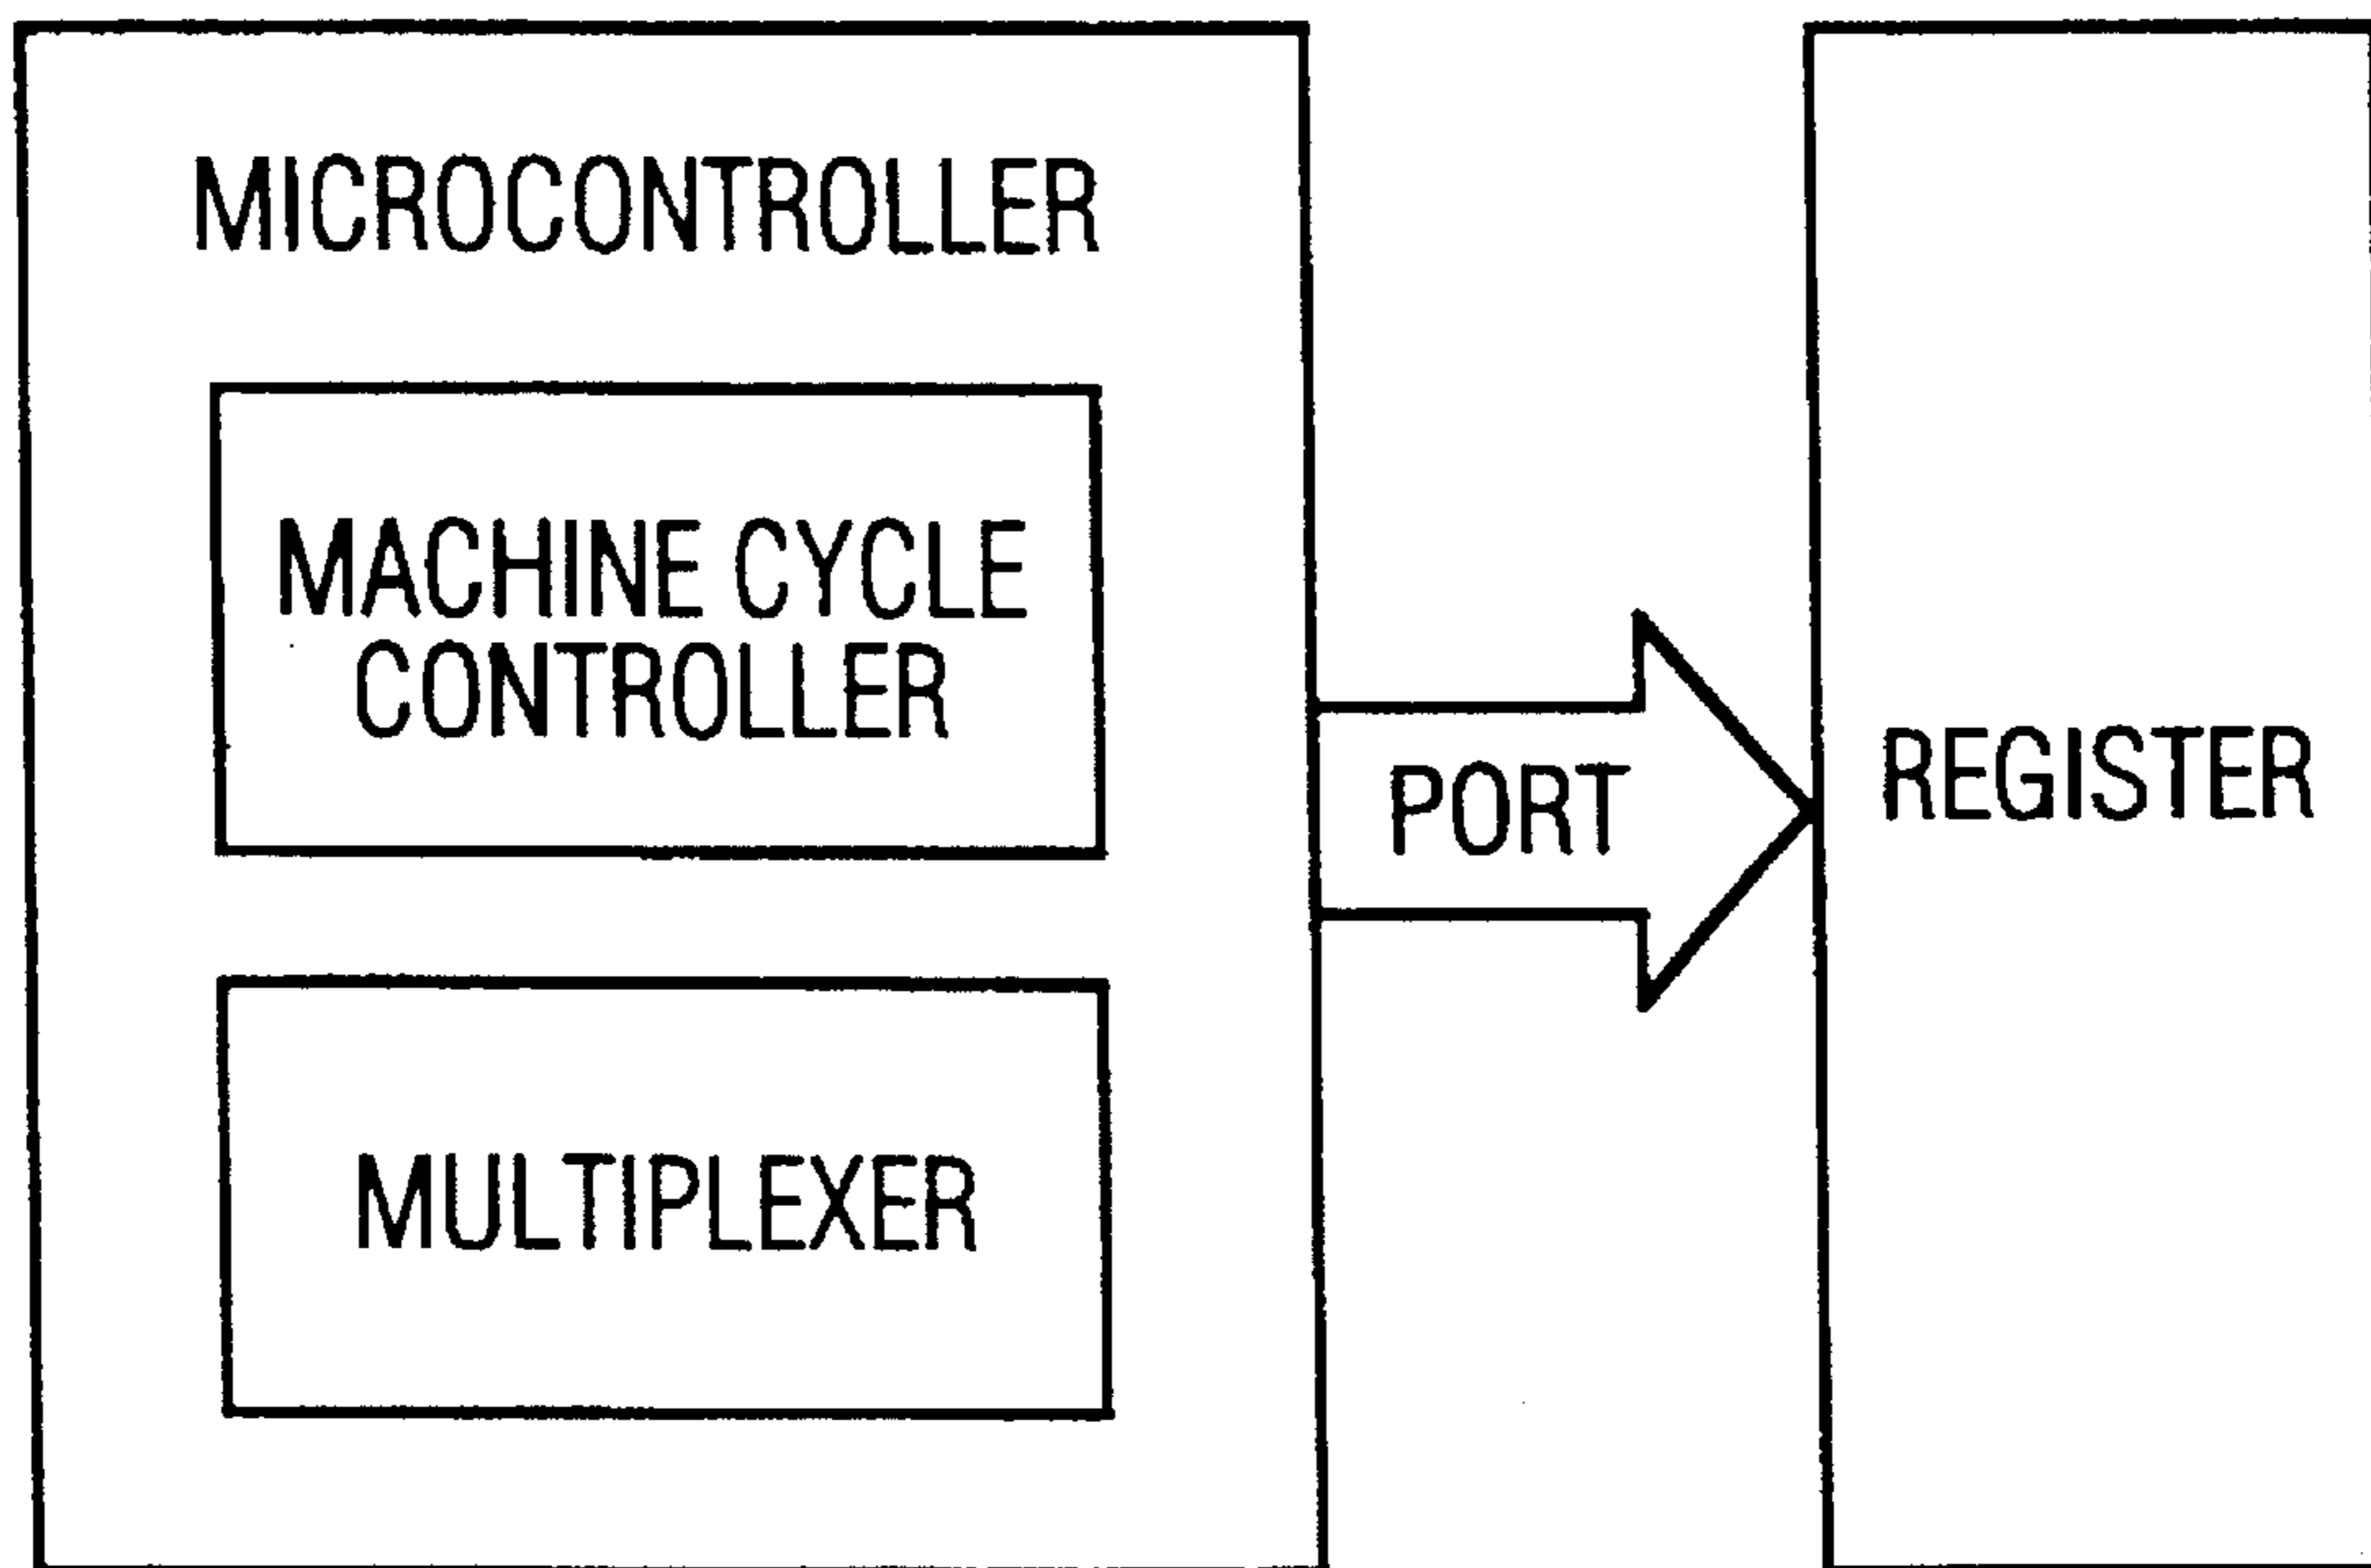 MICROCONTROLLER
MACHINE CYCLE
CONTROLLER
MULTIPLEXER
PORT
REGISTER